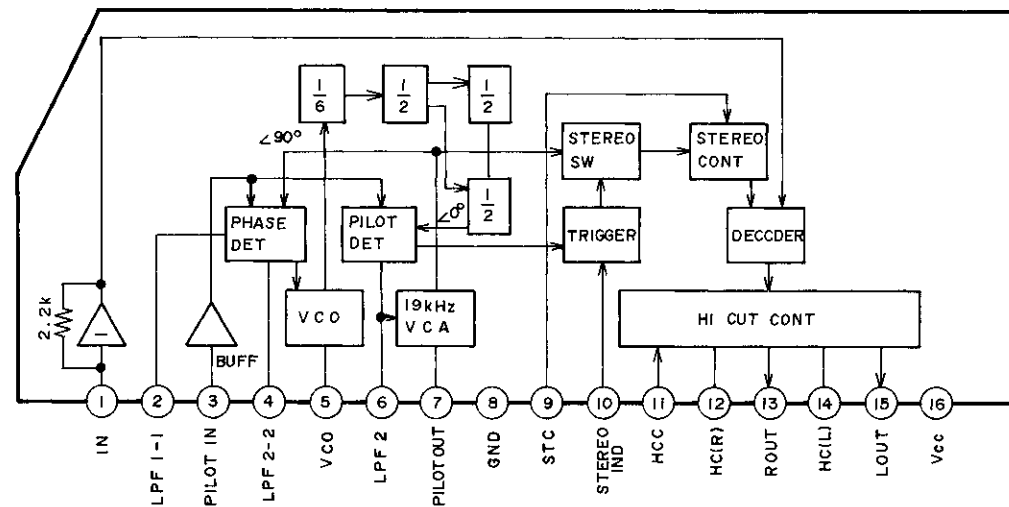 1/6
1/2
1/2
∠90°
STEREO SW
STEREO CONT
1/2
∠0°
PHASE DET
PILOT DET
TRIGGER
DECCDER
2.2k
−
BUFF
VCO
19kHz VCA
HI CUT CONT
1 2 3 4 5 6 7 8 9 10 11 12 13 14 15 16
IN
LPF 1-1
PILOT IN
LPF 2-2
VCO
LPF 2
PILOTOUT
GND
STC
STEREO IND
HCC
HC(R)
ROUT
HC(L)
LOUT
Vcc